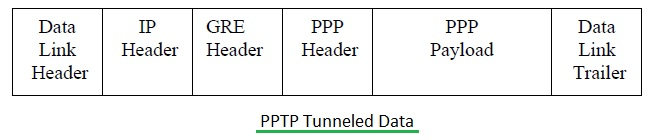 Data
Link
Header
IP
Header
GRE
Header
PPP
Header
PPP
Payload
Data
Link
Trailer
PPTP Tunneled Data